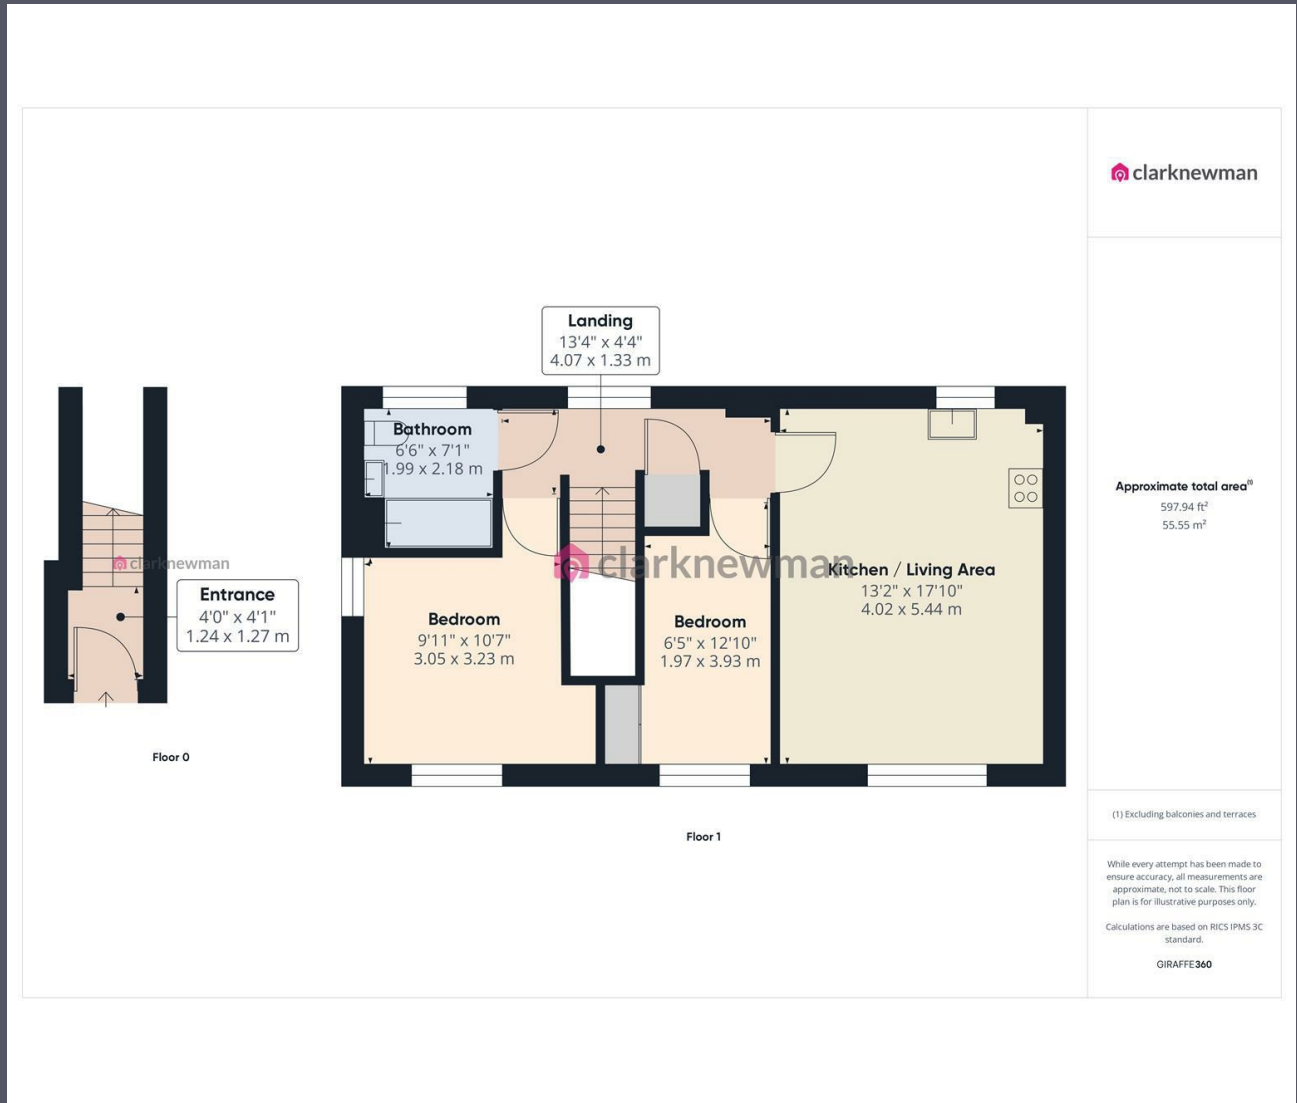 clarknewman
Landing
13'4" x 4'4"
4.07 x 1.33 m
Bathroom
6'6" x 7'1"
1.99 x 2.18 m
clarknewman
Entrance
4'0" x 4'1"
1.24 x 1.27 m
clarknewman
Kitchen / Living Area
13'2" x 17'10"
4.02 x 5.44 m
Bedroom
9'11" x 10'7"
3.05 x 3.23 m
Bedroom
6'5" x 12'10"
1.97 x 3.93 m
Floor 0
Floor 1
Approximate total area⁽¹⁾
597.94 ft²
55.55 m²
(1) Excluding balconies and terraces
While every attempt has been made to
ensure accuracy, all measurements are
approximate, not to scale. This floor
plan is for illustrative purposes only.
Calculations are based on RICS IPMS 3C
standard.
GIRAFFE360